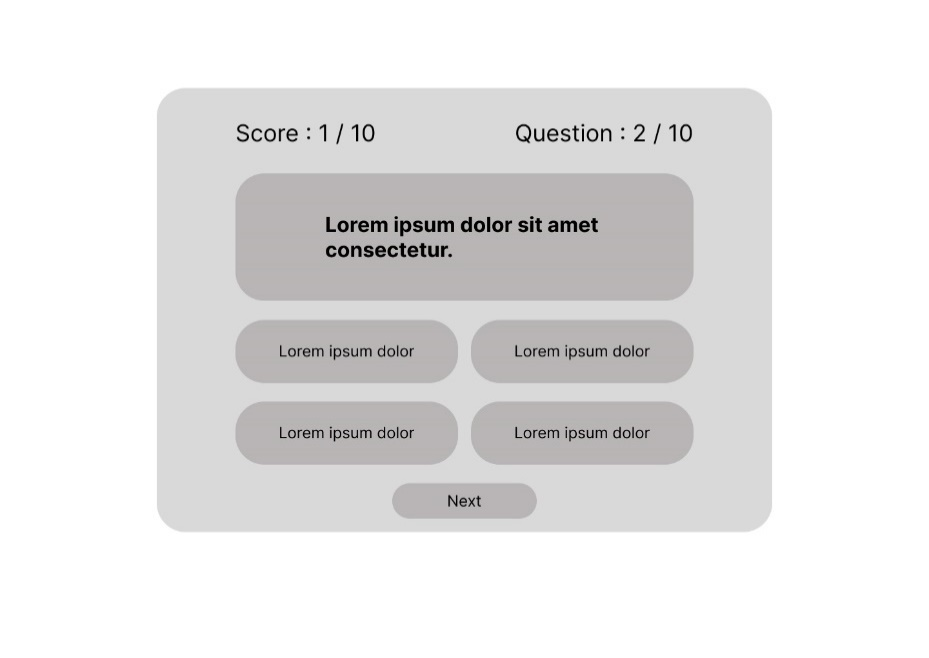 Score : 1 / 10
Question : 2 / 10
Lorem ipsum dolor sit amet
consectetur.
Lorem ipsum dolor
Lorem ipsum dolor
Lorem ipsum dolor
Lorem ipsum dolor
Next